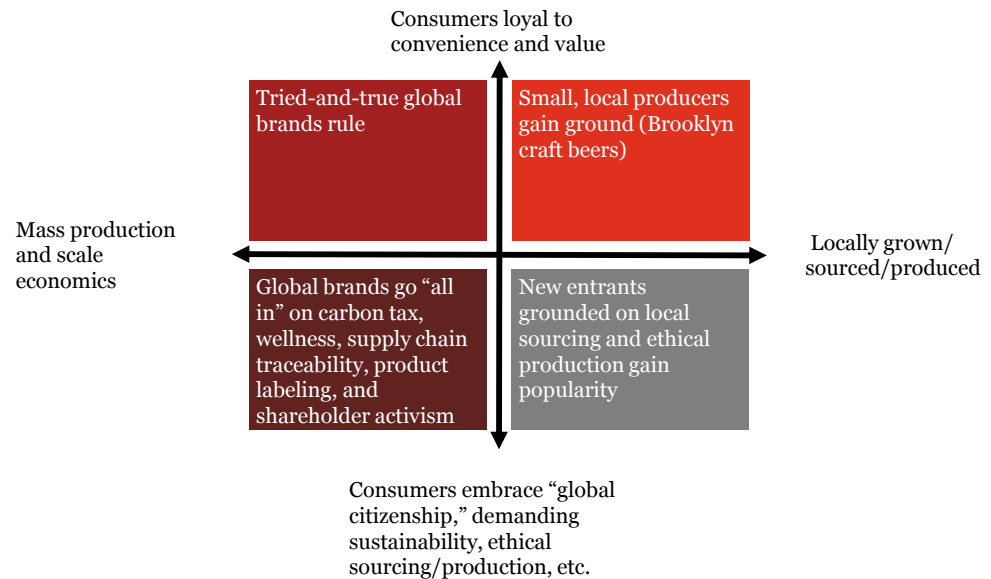 Consumers loyal to
convenience and value
Tried-and-true global
brands rule
Small, local producers
gain ground (Brooklyn
craft beers)
Mass production
and scale
economics
Locally grown/
sourced/produced
Global brands go “all
in” on carbon tax,
wellness, supply chain
traceability, product
labeling, and
shareholder activism
New entrants
grounded on local
sourcing and ethical
production gain
popularity
Consumers embrace “global
citizenship,” demanding
sustainability, ethical
sourcing/production, etc.